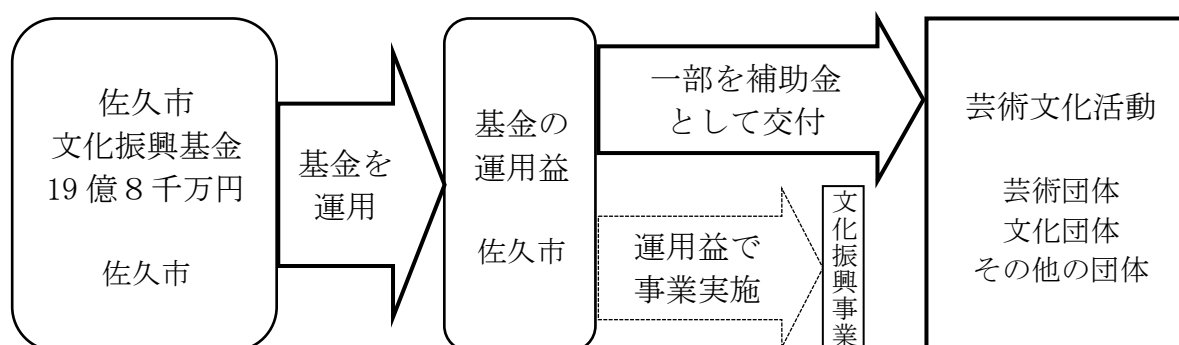 佐久市
文化振興基金
19億８千万円
佐久市
基金を
運用
基金の
運用益
佐久市
一部を補助金
として交付
運用益で
事業実施
文化振興事業
芸術文化活動
芸術団体
文化団体
その他の団体